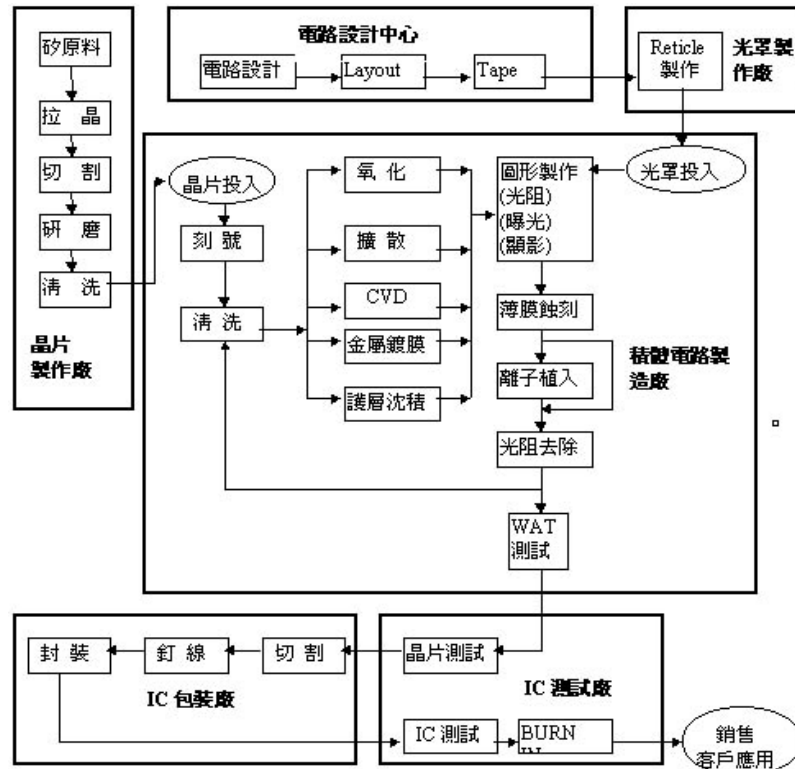 矽原料
拉 晶
切 割
研 磨
清 洗
晶片
製作廠
電路設計中心
電路設計
Layout
Tape
Reticle
製作
光罩製
作廠
晶片投入
刻 號
清 洗
氧 化
擴 散
CVD
金屬鍍膜
護層沈積
圖形製作
(光阻)
(曝光)
(顯影)
光罩投入
薄膜蝕刻
離子植入
光阻去除
WAT
測試
積體電路製
造廠
封 裝
釘 線
切 割
IC 包裝廠
晶片測試
IC 測試廠
IC 測試
BURN
IN
銷售
客戶應用